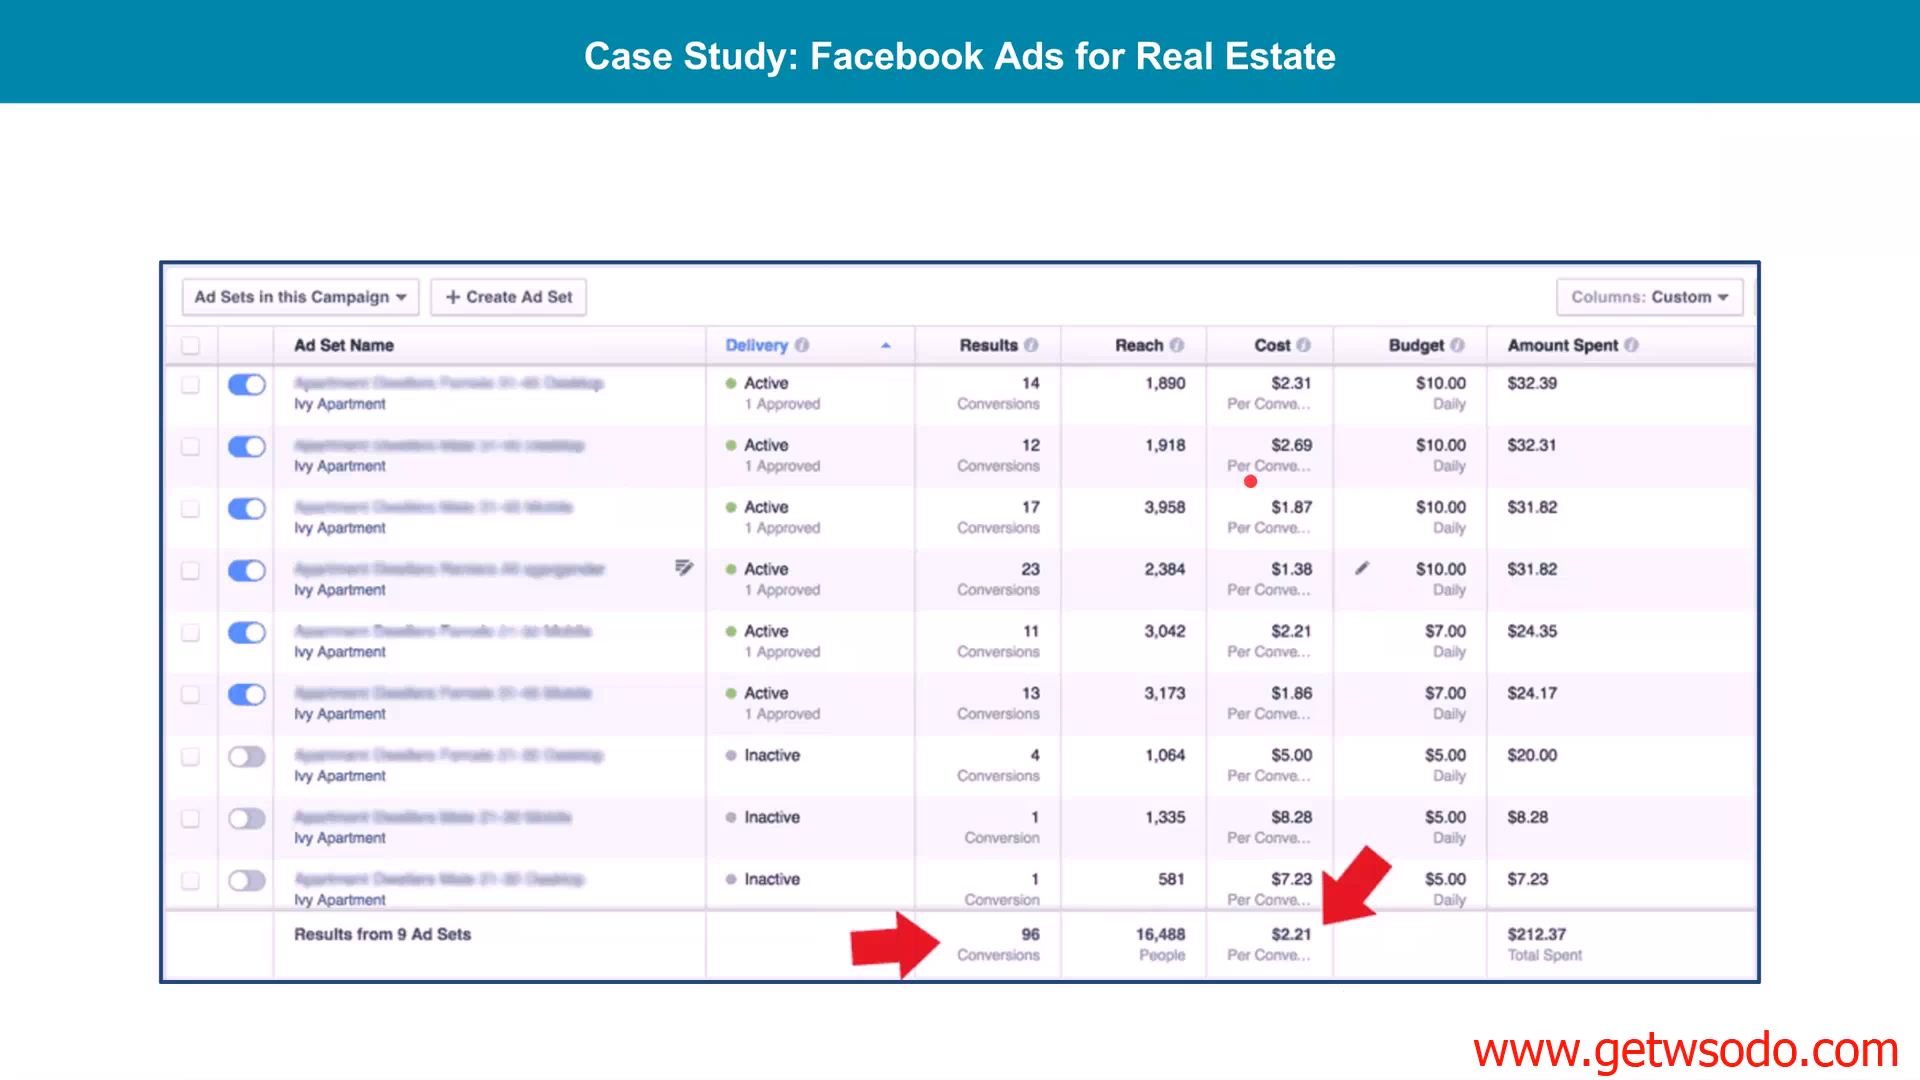 Case Study: Facebook Ads for Real Estate
Ad Sets in this Campaign + Create Ad Set Columns: Custom
Ad Set Name Delivery Results Reach Cost Budget Amount Spent
Active 14 1,890 $2.31 $10.00 $32.39
Ivy Apartment 1 Approved Conversions Per Conve... Daily
Active 12 1,918 $2.69 $10.00 $32.31
Ivy Apartment 1 Approved Conversions Per Conve... Daily
Active 17 3,958 $1.87 $10.00 $31.82
Ivy Apartment 1 Approved Conversions Per Conve... Daily
Active 23 2,384 $1.38 $10.00 $31.82
Ivy Apartment 1 Approved Conversions Per Conve... Daily
Active 11 3,042 $2.21 $7.00 $24.35
Ivy Apartment 1 Approved Conversions Per Conve... Daily
Active 13 3,173 $1.86 $7.00 $24.17
Ivy Apartment 1 Approved Conversions Per Conve... Daily
Inactive 4 1,064 $5.00 $5.00 $20.00
Ivy Apartment Conversions Per Conve... Daily
Inactive 1 1,335 $8.28 $5.00 $8.28
Ivy Apartment Conversion Per Conve... Daily
Inactive 1 581 $7.23 $5.00 $7.23
Ivy Apartment Conversion Per Conve... Daily
Results from 9 Ad Sets 96 16,488 $2.21 $212.37
Conversions People Per Conve... Total Spent
www.getwsodo.com